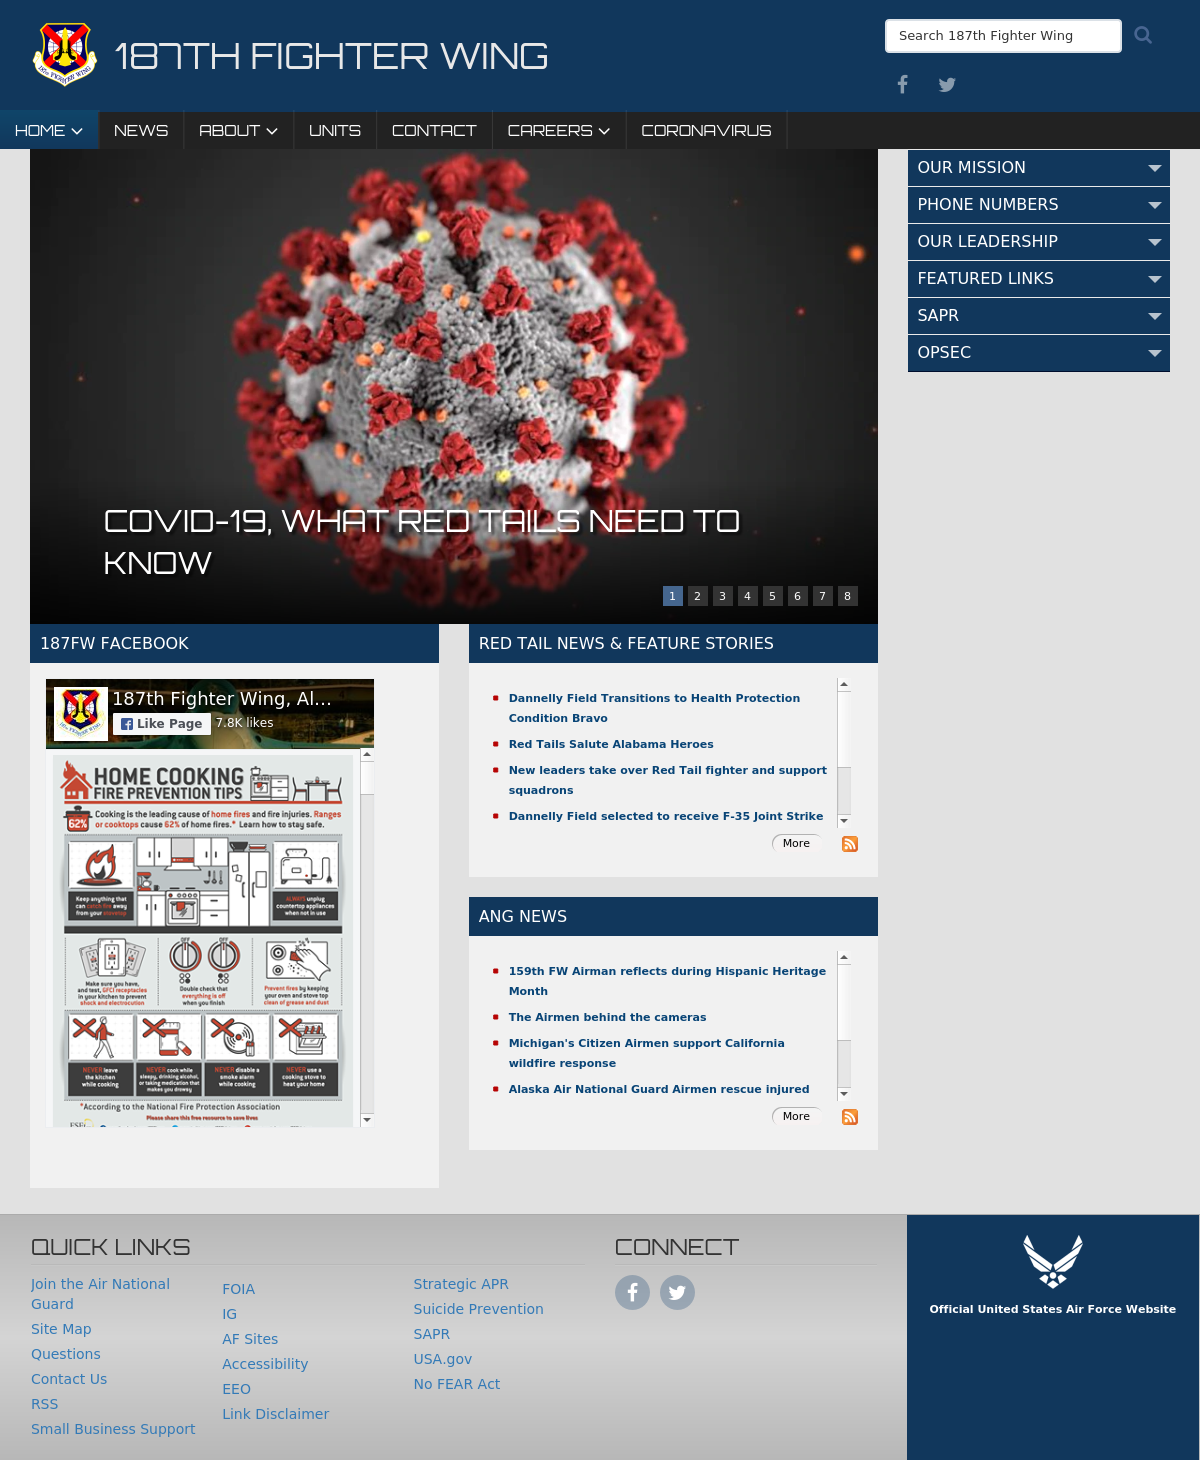 187TH FIGHTER WING
Search 187th Fighter Wing
HOME
NEWS
ABOUT
UNITS
CONTACT
CAREERS
CORONAVIRUS
COVID-19, WHAT RED TAILS NEED TO
KNOW
1 2 3 4 5 6 7 8
OUR MISSION
PHONE NUMBERS
OUR LEADERSHIP
FEATURED LINKS
SAPR
OPSEC
187FW FACEBOOK
187th Fighter Wing, Al...
Like Page
7.8K likes
HOME COOKING
FIRE PREVENTION TIPS
Cooking is the leading cause of home fires and fire injuries. Ranges
62%
or cooktops cause 62% of home fires.* Learn how to stay safe.
Keep anything that
can catch fire away
from your stovetop
ALWAYS unplug
countertop appliances
when not in use
Make sure you have,
and test, GFCI receptacles
in your kitchen to prevent
shock and electrocution
OFF OFF
Double check that
everything is off
when you finish
Prevent fires by keeping
your oven and stove top
clean of grease and dust
NEVER leave
the kitchen
while cooking
NEVER cook while
sleepy, drinking alcohol,
or taking medication that
makes you drowsy
NEVER disable a
smoke alarm
while cooking
NEVER use a
cooking stove to
heat your home
*According to the National Fire Protection Association
Please share this free resource to save lives
RED TAIL NEWS & FEATURE STORIES
Dannelly Field Transitions to Health Protection
Condition Bravo
Red Tails Salute Alabama Heroes
New leaders take over Red Tail fighter and support
squadrons
Dannelly Field selected to receive F-35 Joint Strike
More
ANG NEWS
159th FW Airman reflects during Hispanic Heritage
Month
The Airmen behind the cameras
Michigan's Citizen Airmen support California
wildfire response
Alaska Air National Guard Airmen rescue injured
More
QUICK LINKS
Join the Air National
Guard
Site Map
Questions
Contact Us
RSS
Small Business Support
FOIA
IG
AF Sites
Accessibility
EEO
Link Disclaimer
Strategic APR
Suicide Prevention
SAPR
USA.gov
No FEAR Act
CONNECT
Official United States Air Force Website